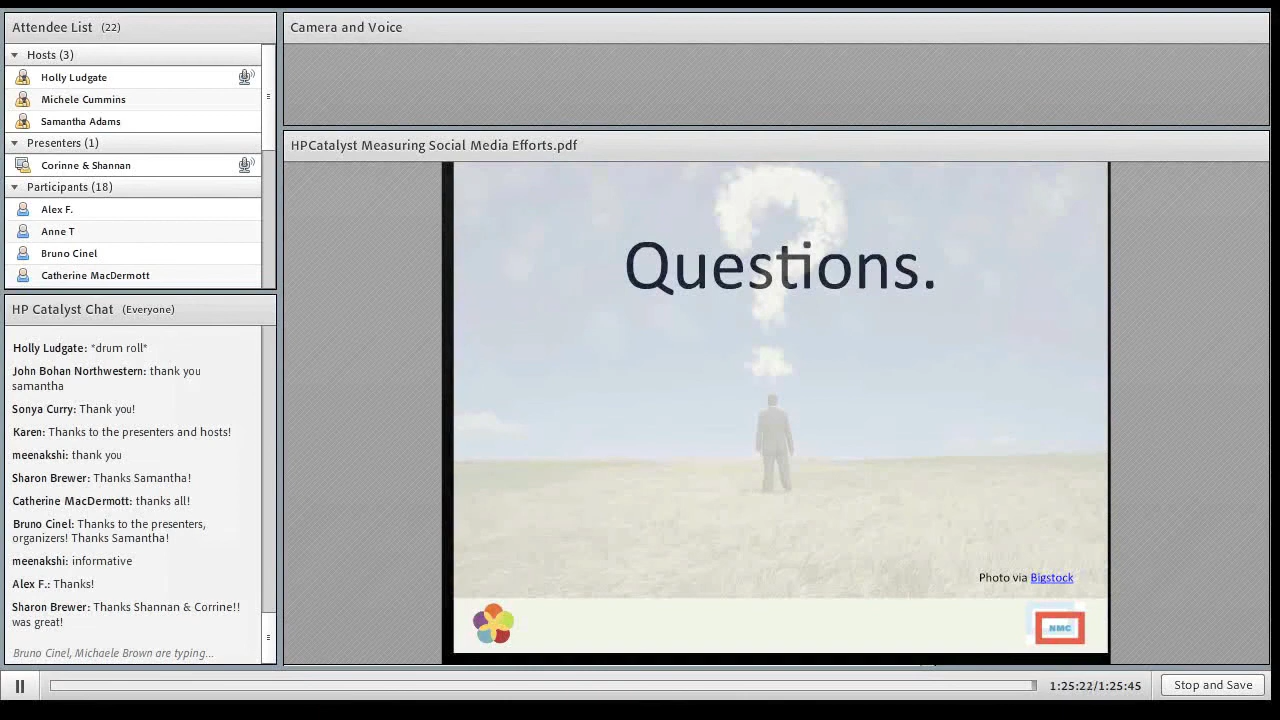 Attendee List (22)
Hosts (3)
Holly Ludgate
Michele Cummins
Samantha Adams
Presenters (1)
Corinne & Shannan
Participants (18)
Alex F.
Anne T
Bruno Cinel
Catherine MacDermott
HP Catalyst Chat (Everyone)
Holly Ludgate: *drum roll*
John Bohan Northwestern: thank you
samantha
Sonya Curry: Thank you!
Karen: Thanks to the presenters and hosts!
meenakshi: thank you
Sharon Brewer: Thanks Samantha!
Catherine MacDermott: thanks all!
Bruno Cinel: Thanks to the presenters,
organizers! Thanks Samantha!
meenakshi: informative
Alex F.: Thanks!
Sharon Brewer: Thanks Shannan & Corrine!!
was great!
Bruno Cinel, Michaele Brown are typing...
Camera and Voice
HPCatalyst Measuring Social Media Efforts.pdf
Questions.
Photo via Bigstock
NMC
1:25:22/1:25:45
Stop and Save